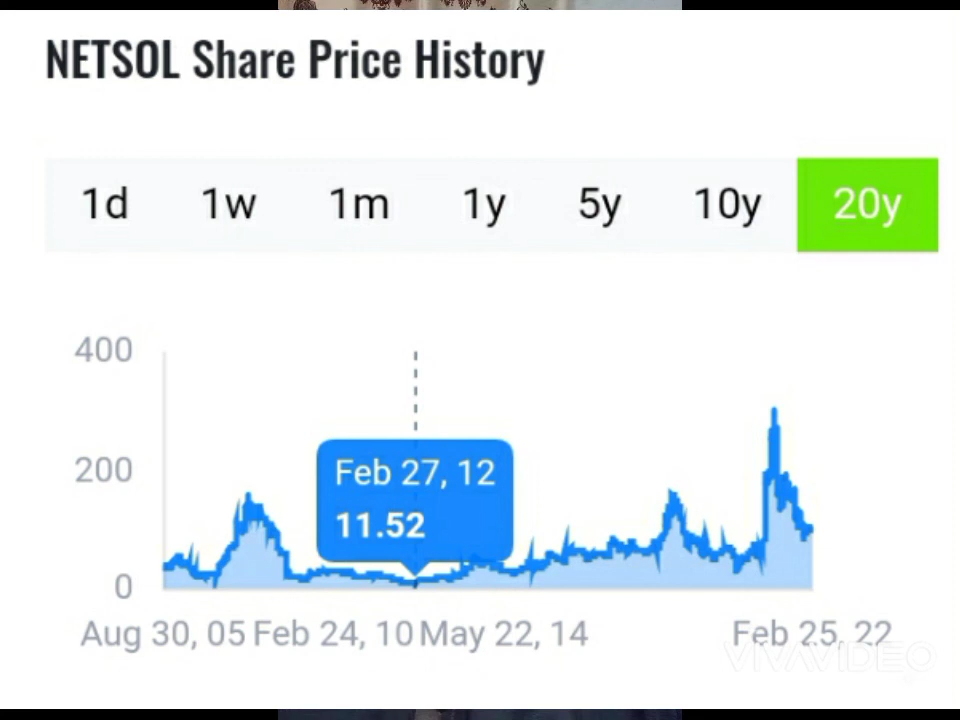 NETSOL Share Price History
1d 1w 1m 1y 5y 10y 20y
400
200
0
Feb 27, 12
11.52
Aug 30, 05 Feb 24, 10 May 22, 14 Feb 25, 22
VIVAVIDEO